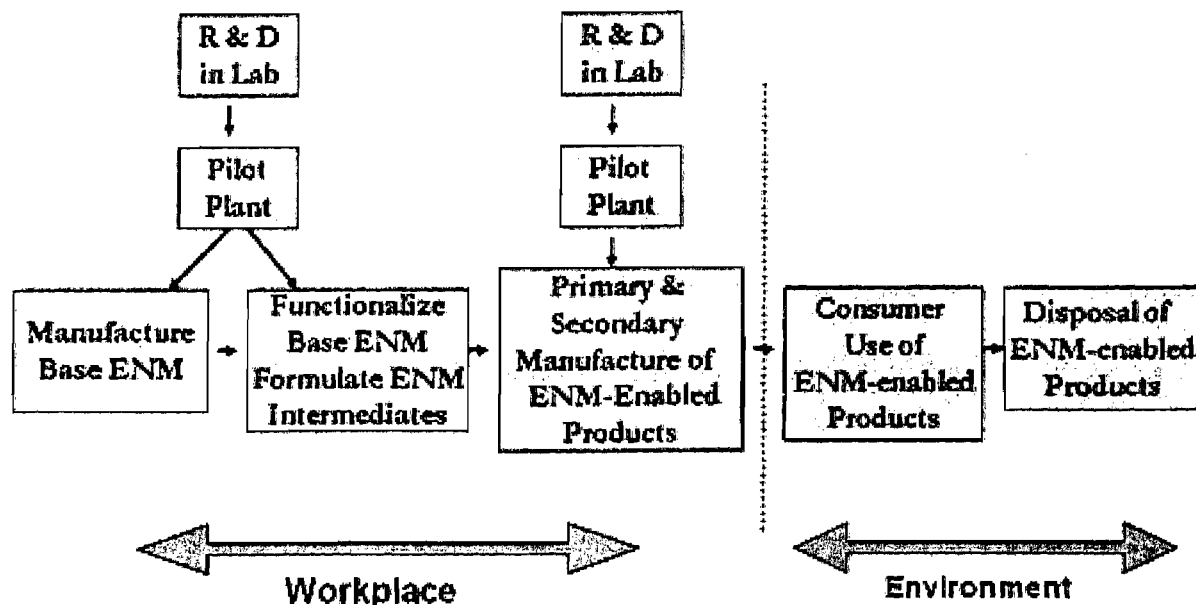 R & D
in Lab
R & D
in Lab
Pilot
Plant
Pilot
Plant
Manufacture
Base ENM
Functionalize
Base ENM
Formulate ENM
Intermediates
Primary &
Secondary
Manufacture of
ENM-Enabled
Products
Consumer
Use of
ENM-enabled
Products
Disposal of
ENM-enabled
Products
Workplace
Environment